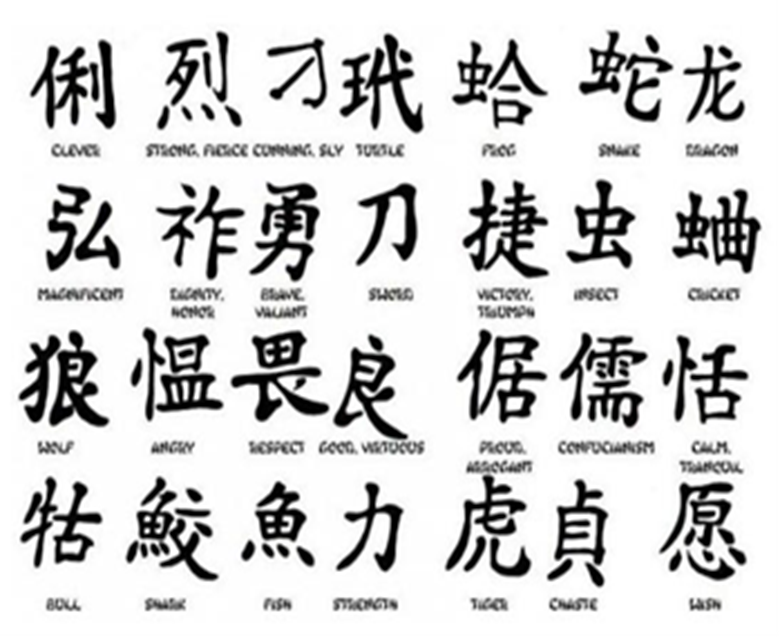 俐 烈 刁 玳 蛤 蛇 龙
CLEVER STRONG, FIERCE CUNNING, SLY TURTLE FROG SNAKE DRAGON
弘 祚 勇 刀 捷 虫 蛐
MAGNIFICENT DIGNITY, BRAVE, SWORD VICTORY, INSECT CRICKET
HONOR VALIANT TRIUMPH
狼 愠 畏 良 倨 儒 恬
WOLF ANGRY RESPECT GOOD, VIRTUOUS PROUD, CONFUCIANISM CALM,
ARROGANT TRANQUIL
牯 鮫 魚 力 虎 貞 愿
BULL SHARK FISH STRENGTH TIGER CHASTE WISH